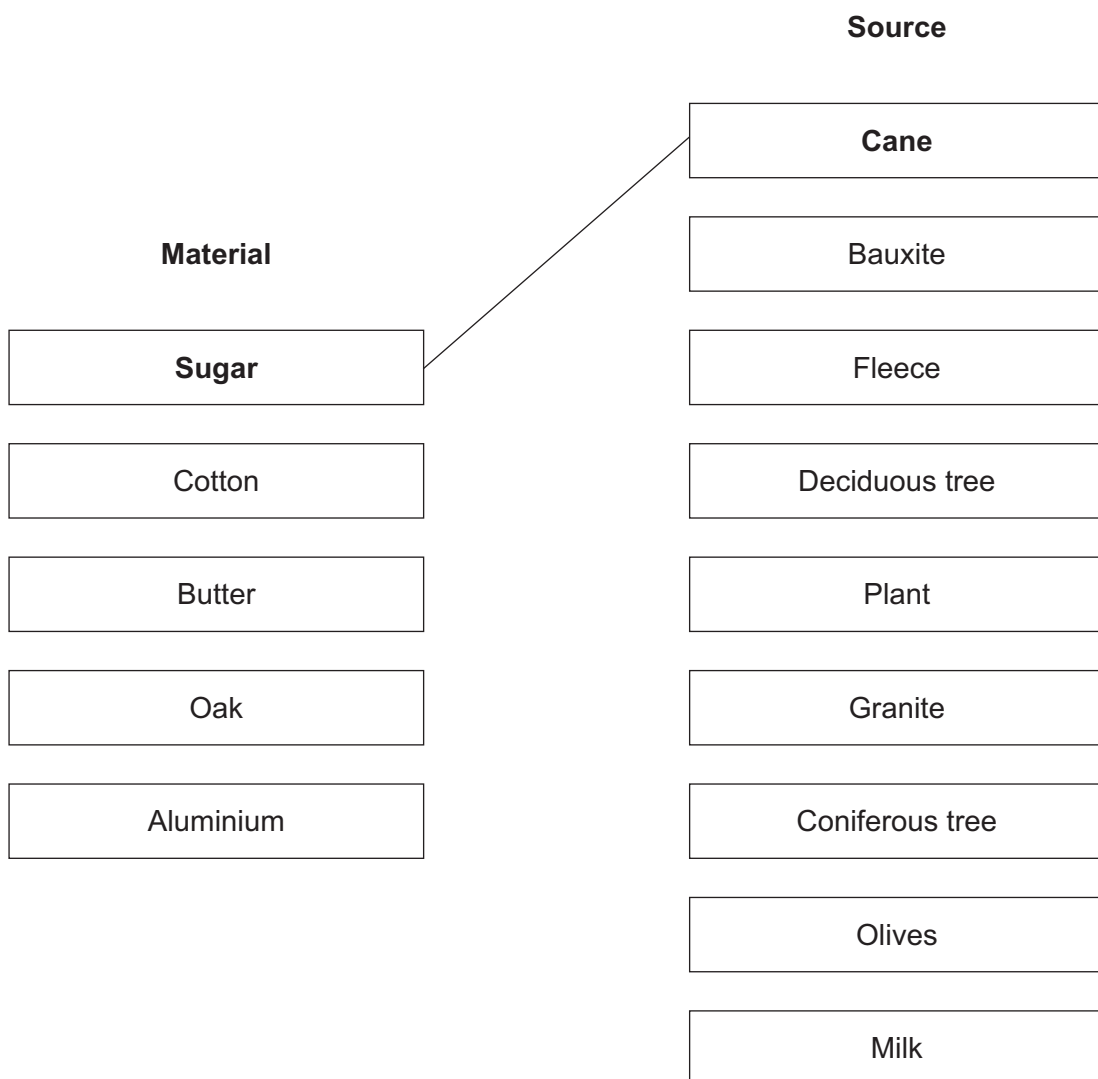 Source
Cane
Bauxite
Material
Sugar
Fleece
Cotton
Deciduous tree
Butter
Plant
Oak
Granite
Aluminium
Coniferous tree
Olives
Milk